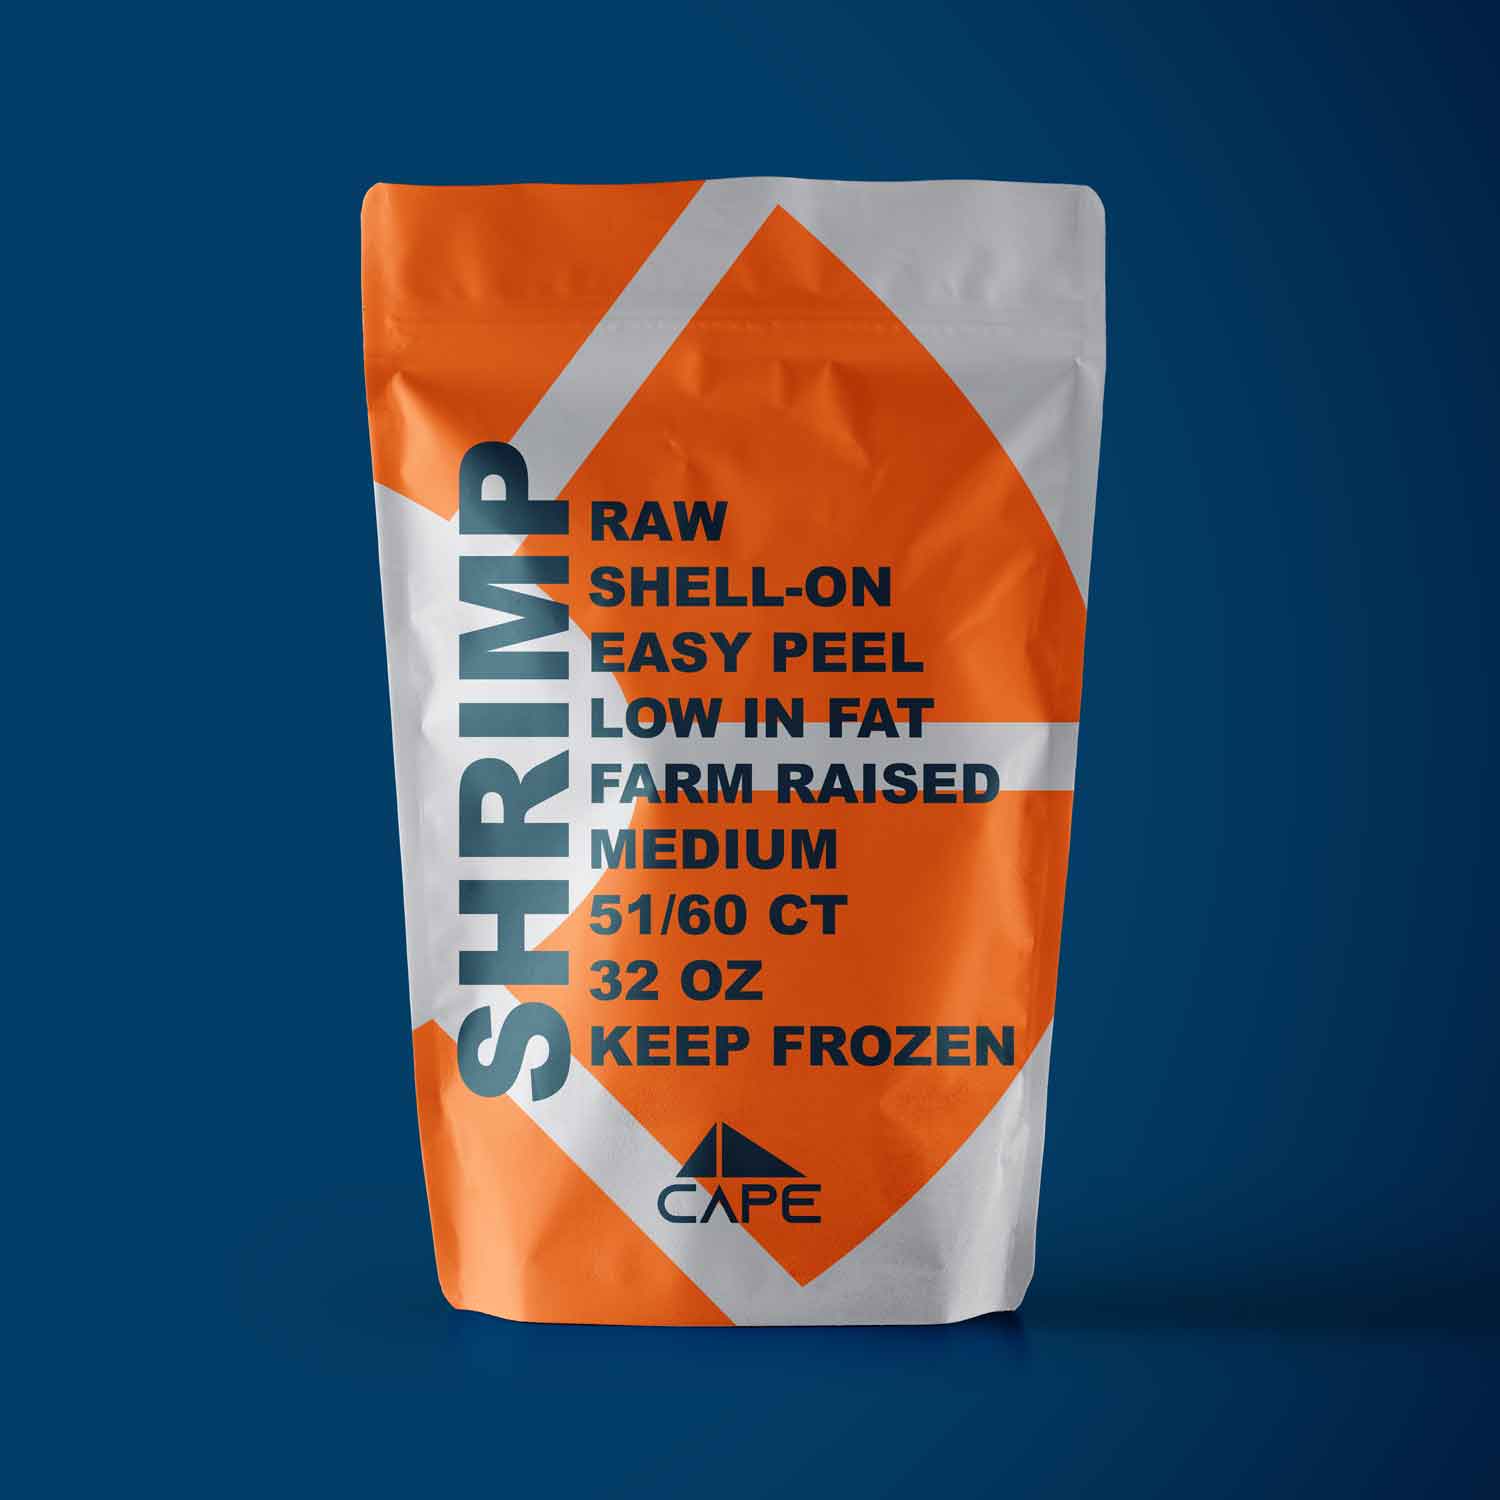 SHRIMP
RAW
SHELL-ON
EASY PEEL
LOW IN FAT
FARM RAISED
MEDIUM
51/60 CT
32 OZ
KEEP FROZEN
CAPE